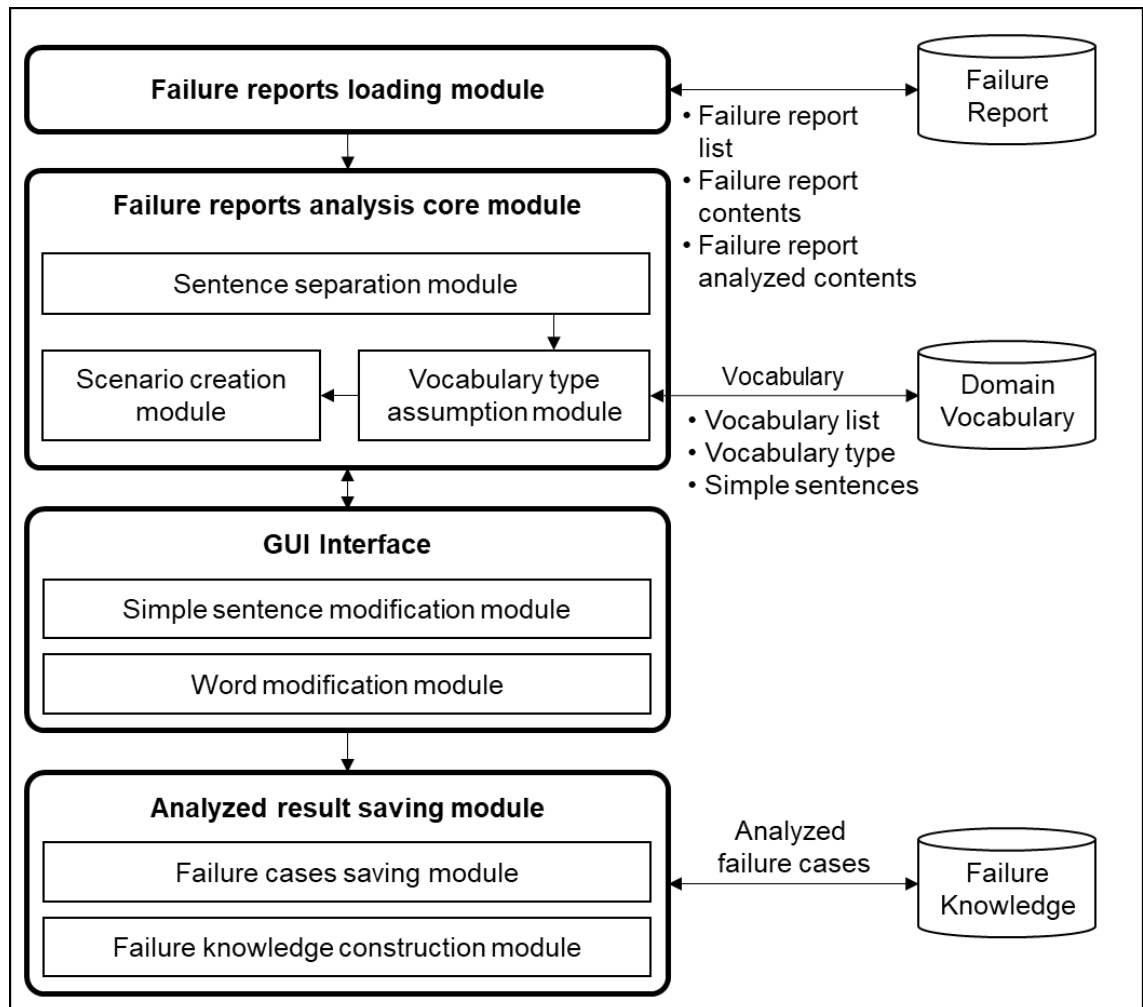 Failure reports loading module
Failure
Report
• Failure report
list
• Failure report
contents
• Failure report
analyzed contents
Failure reports analysis core module
Sentence separation module
Scenario creation
module
Vocabulary type
assumption module
Vocabulary
• Vocabulary list
• Vocabulary type
• Simple sentences
Domain
Vocabulary
GUI Interface
Simple sentence modification module
Word modification module
Analyzed result saving module
Failure cases saving module
Failure knowledge construction module
Analyzed
failure cases
Failure
Knowledge